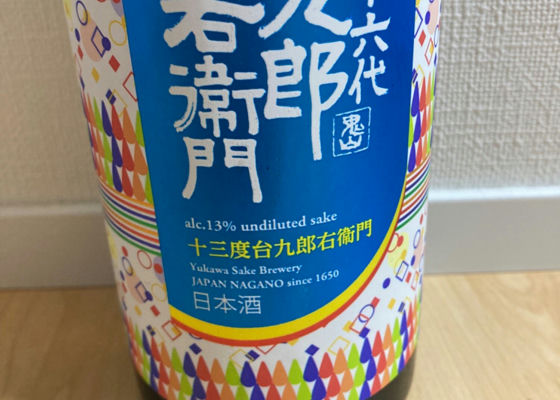 十六代
九郎
右衛門
鬼山
alc.13% undiluted sake
十三度台九郎右衛門
Yukawa Sake Brewery
JAPAN NAGANO since 1650
日本酒